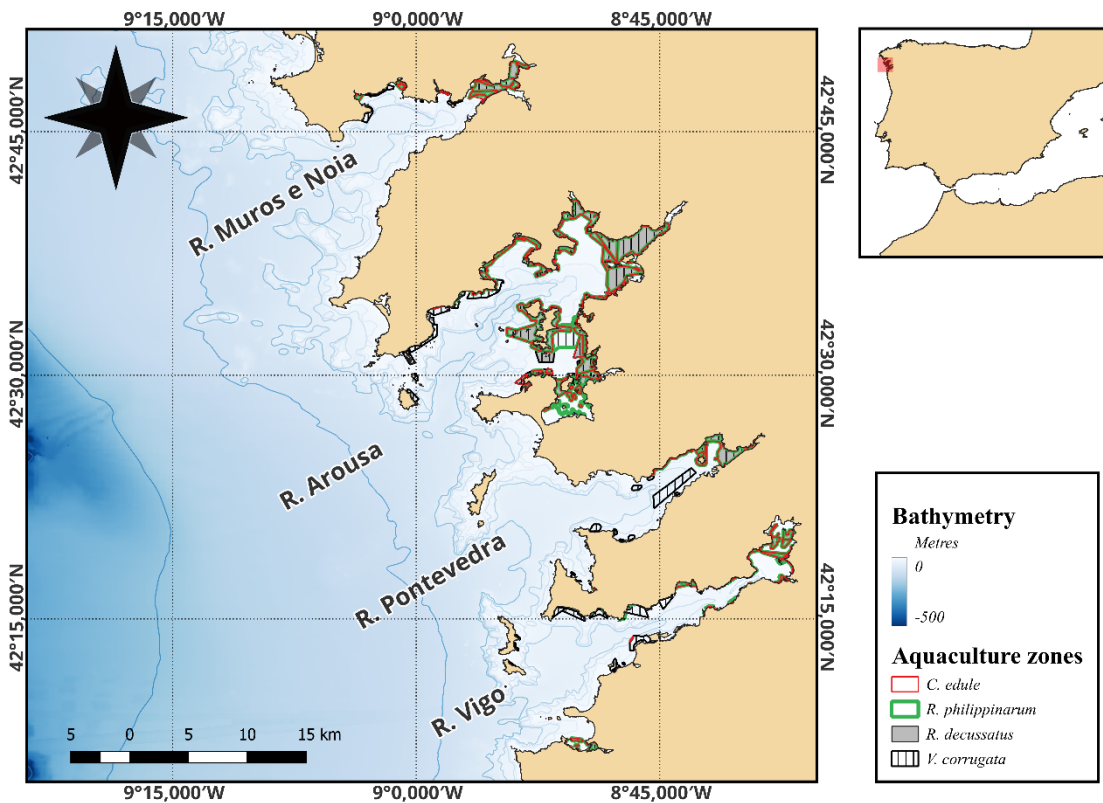 9°15,000′W 9°0,000′W 8°45,000′W
42°45,000′N 42°45,000′N
42°30,000′N 42°30,000′N
42°15,000′N 42°15,000′N
R. Muros e Noia
R. Arousa
R. Pontevedra
R. Vigo
5 0 5 10 15 km
9°15,000′W 9°0,000′W 8°45,000′W
Bathymetry
Metres
0
-500
Aquaculture zones
C. edule
R. philippinarum
R. decussatus
V. corrugata